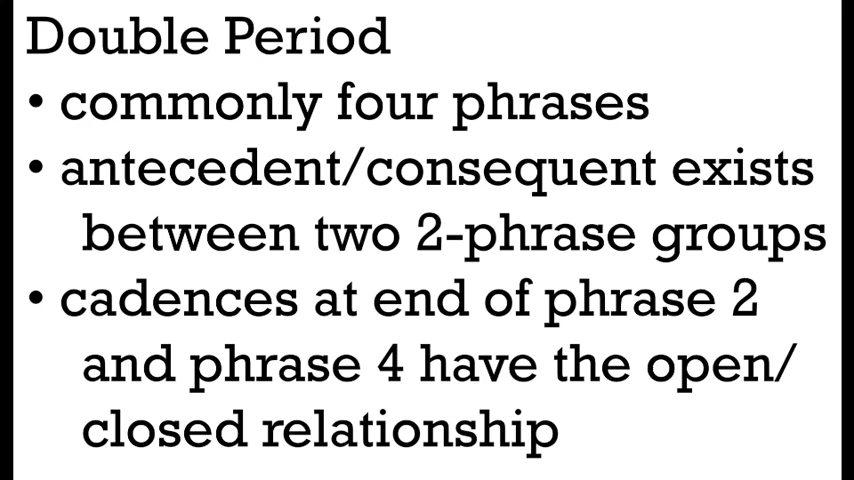 Double Period
• commonly four phrases
• antecedent/consequent exists
between two 2-phrase groups
• cadences at end of phrase 2
and phrase 4 have the open/
closed relationship